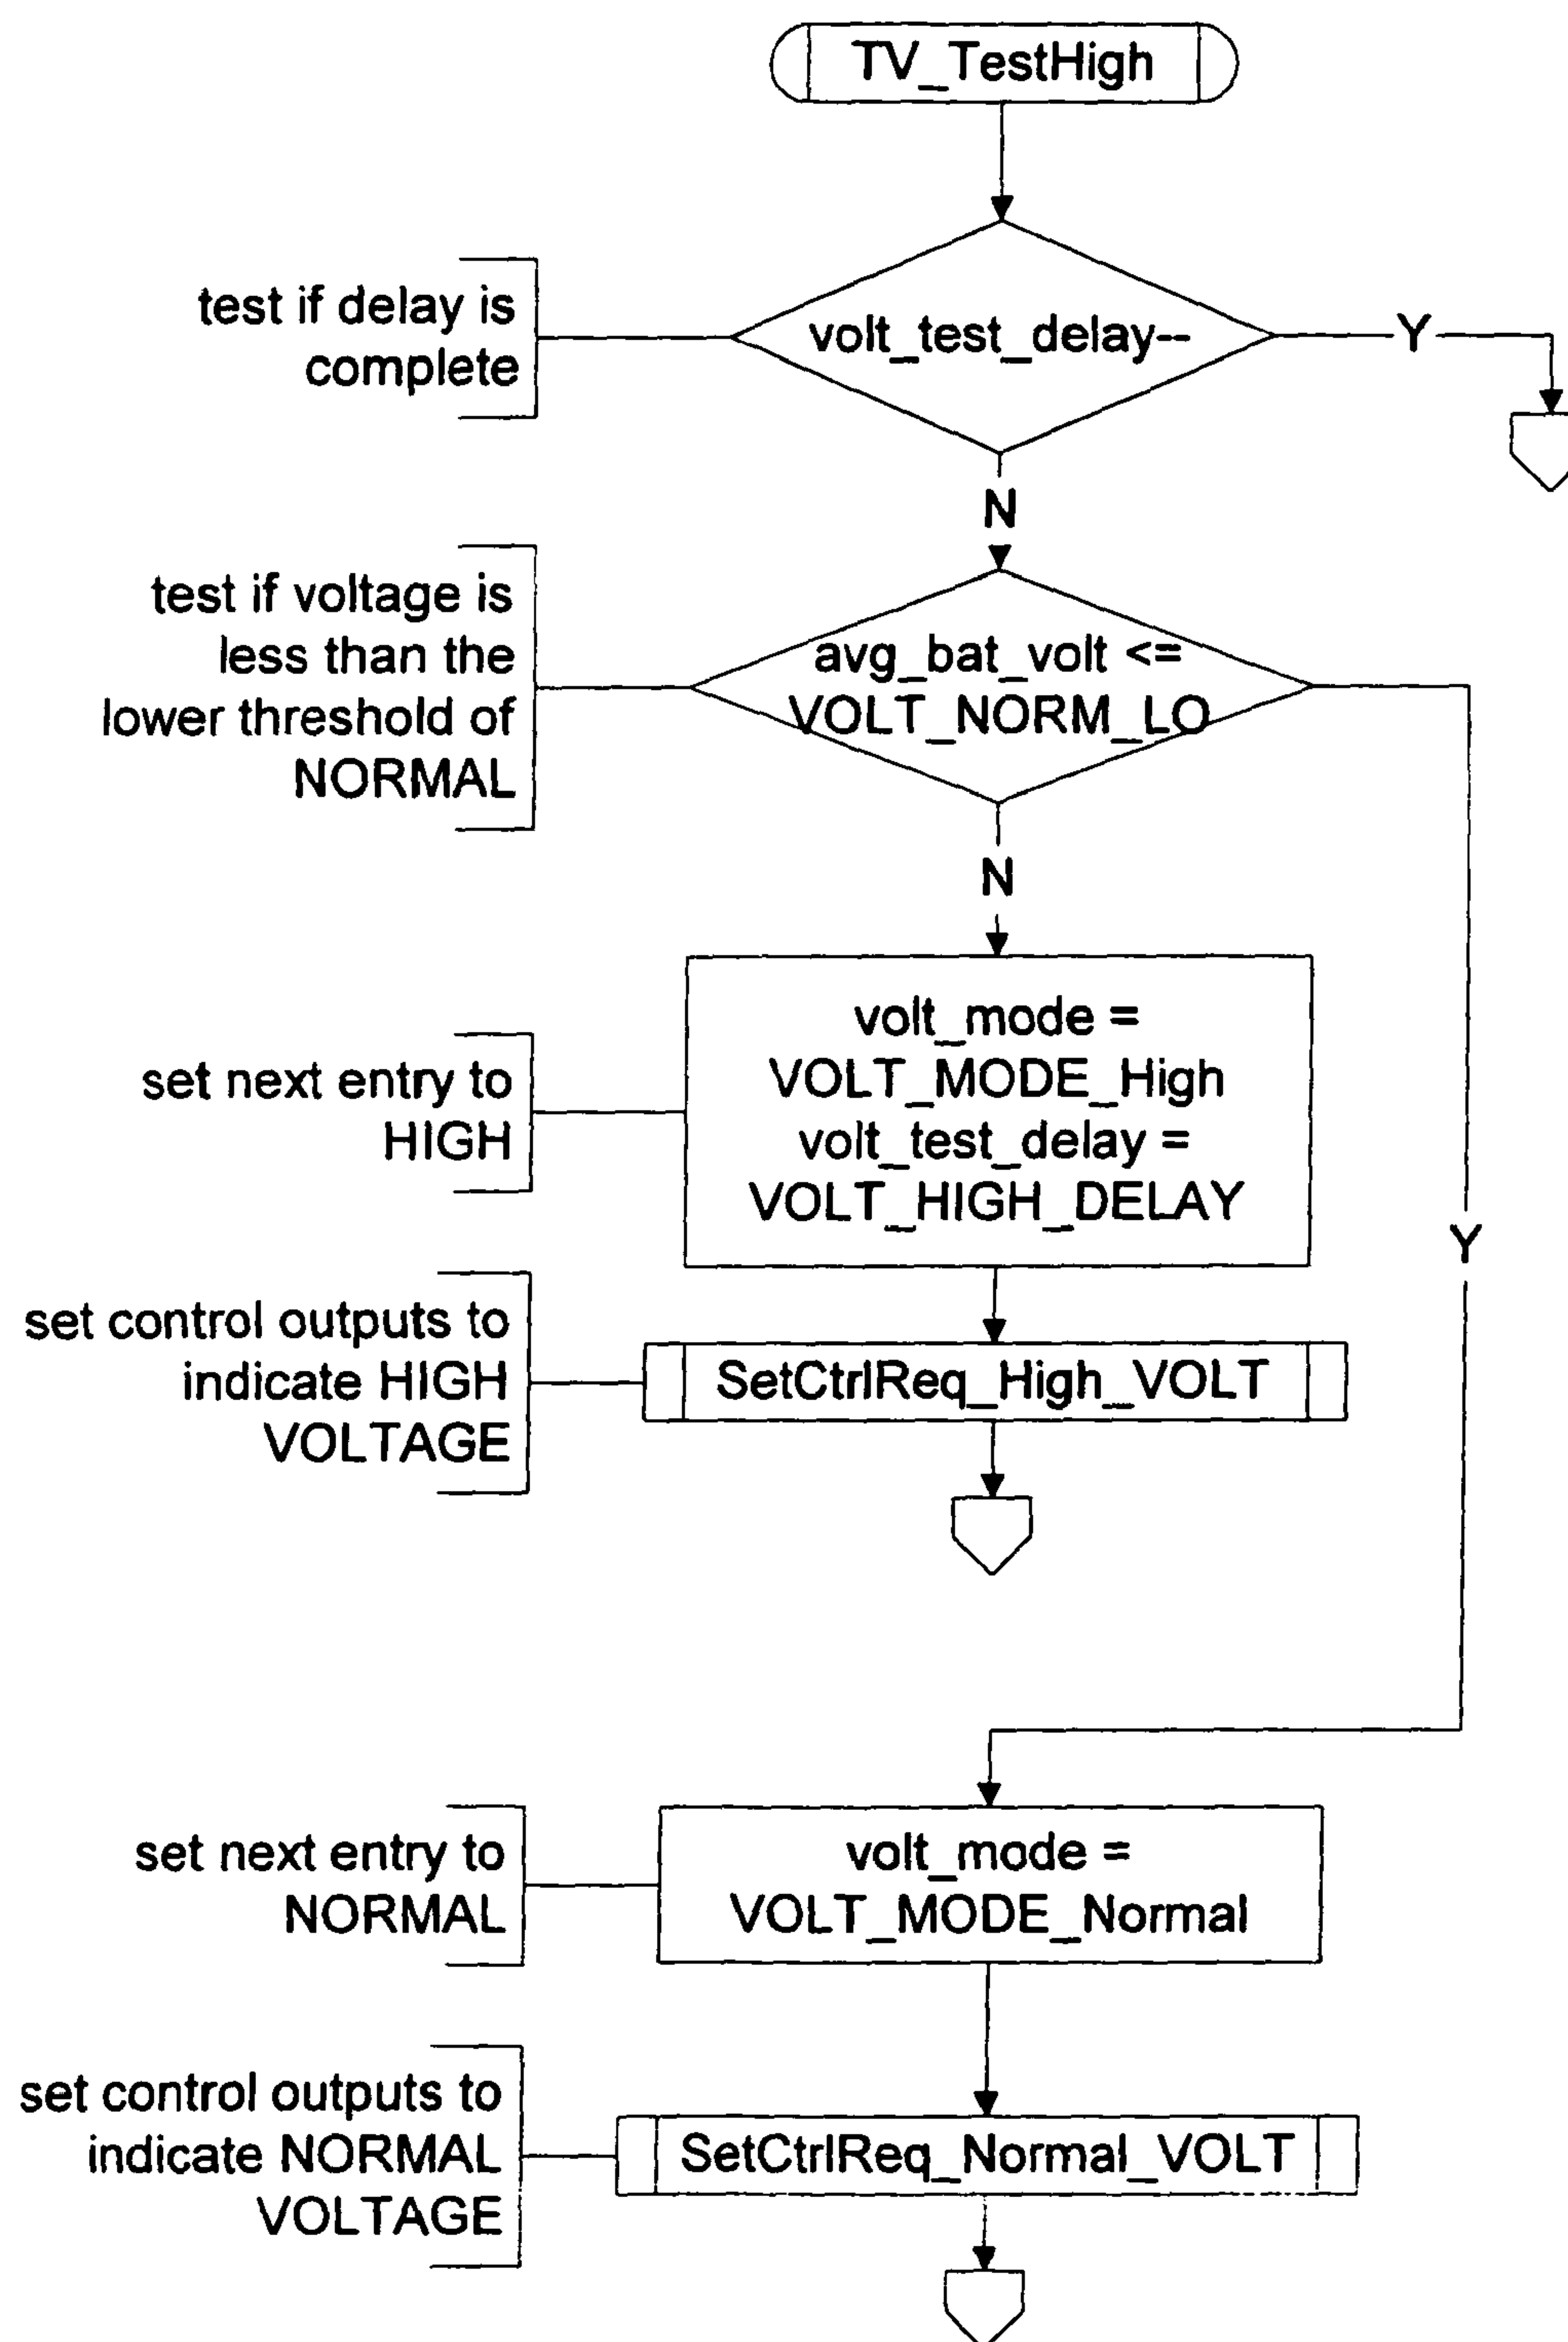 TV_TestHigh
test if delay is
complete
volt_test_delay--
Y
N
test if voltage is
less than the
lower threshold of
NORMAL
avg_bat_volt <=
VOLT_NORM_LO
N
set next entry to
HIGH
volt_mode =
VOLT_MODE_High
volt_test_delay =
VOLT_HIGH_DELAY
Y
set control outputs to
indicate HIGH
VOLTAGE
SetCtrlReq_High_VOLT
set next entry to
NORMAL
volt_mode =
VOLT_MODE_Normal
set control outputs to
indicate NORMAL
VOLTAGE
SetCtrlReq_Normal_VOLT